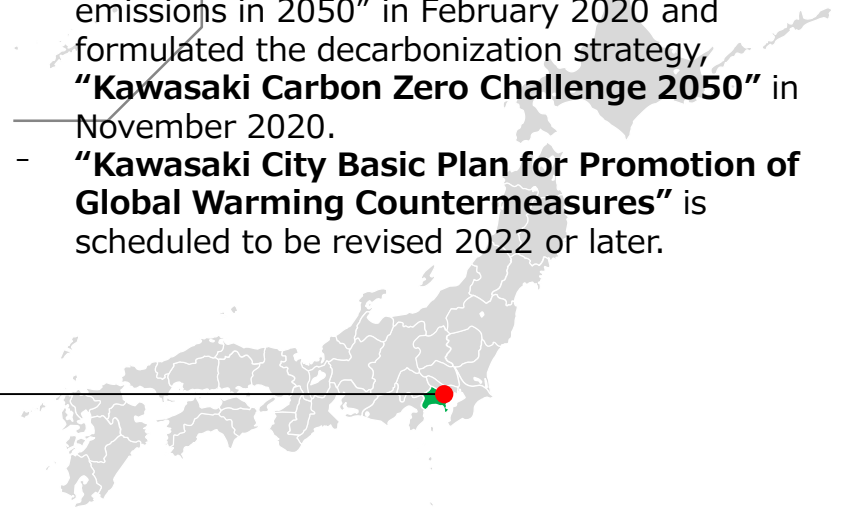 emissions in 2050” in February 2020 and
formulated the decarbonization strategy,
“Kawasaki Carbon Zero Challenge 2050” in
November 2020.
– “Kawasaki City Basic Plan for Promotion of
Global Warming Countermeasures” is
scheduled to be revised 2022 or later.